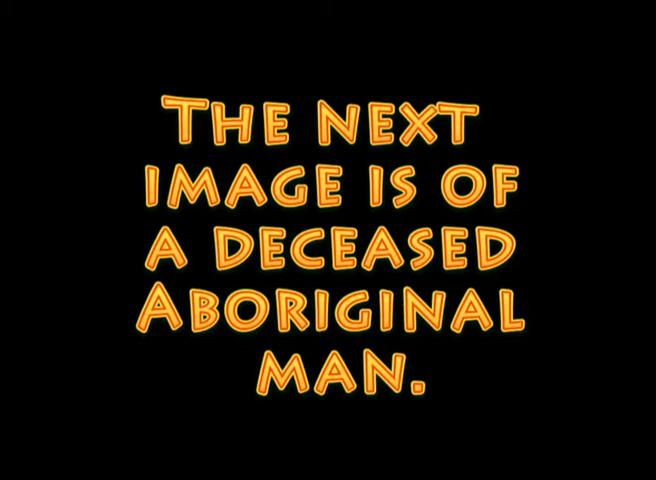 The next
image is of
a deceased
Aboriginal
man.